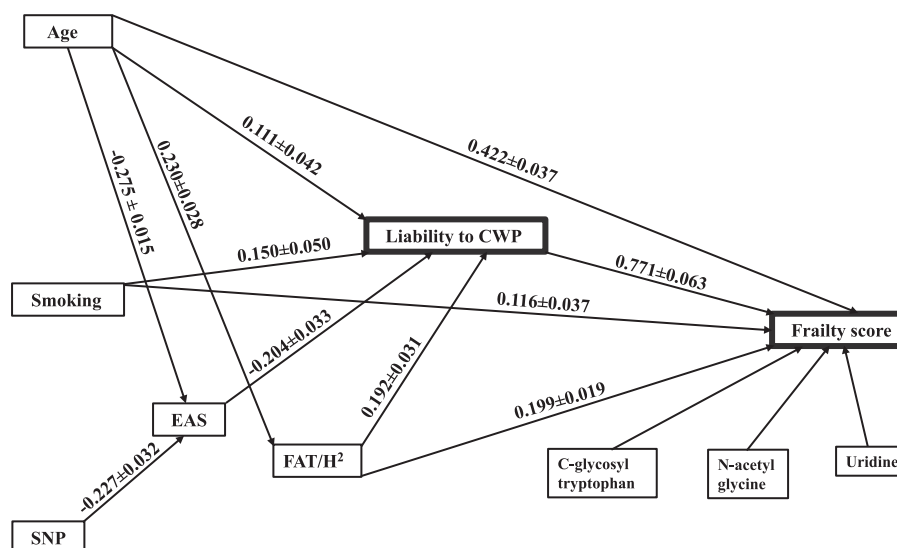 Age
0.422±0.037
0.111±0.042
0.230±0.028
-0.275 ± 0.015
Liability to CWP
0.150±0.050
0.771±0.063
Smoking
0.116±0.037
Frailty score
-0.204±0.033
0.192±0.031
0.199±0.019
EAS
FAT/H²
C-glycosyl
tryptophan
N-acetyl
glycine
Uridine
-0.227±0.032
SNP